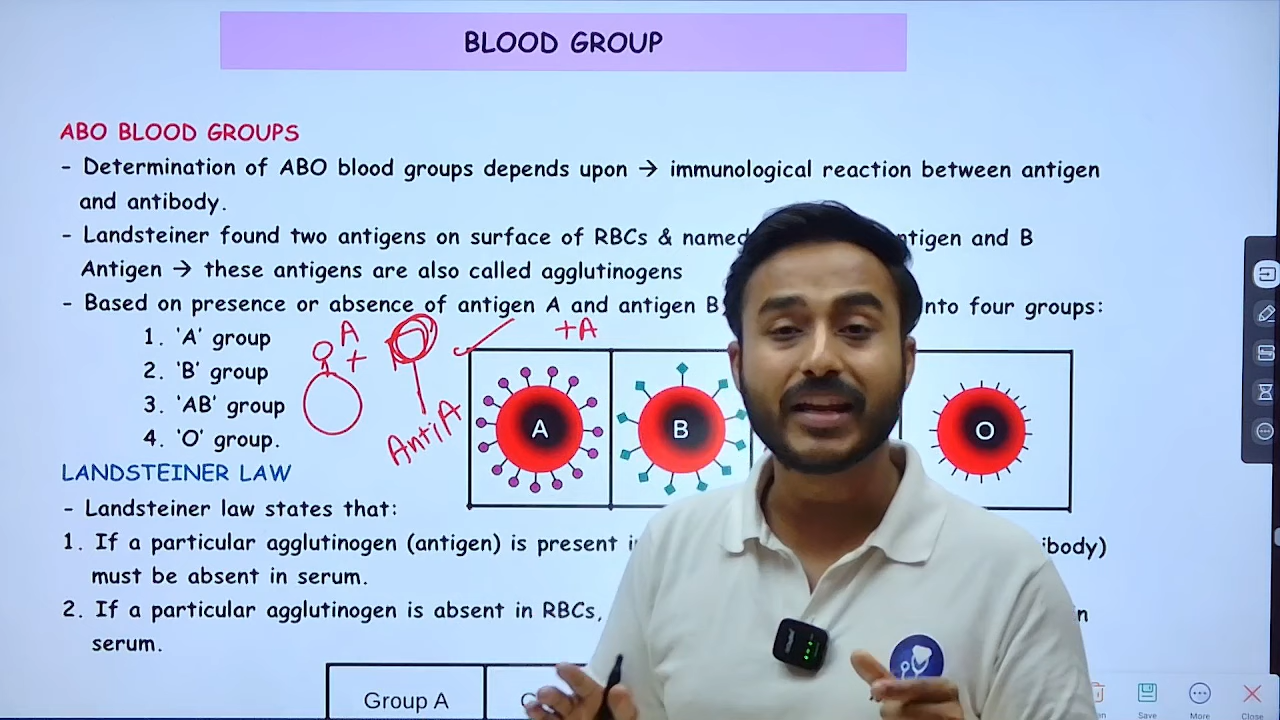 BLOOD GROUP
ABO BLOOD GROUPS
- Determination of ABO blood groups depends upon → immunological reaction between antigen
and antibody.
- Landsteiner found two antigens on surface of RBCs & named
ntigen and B
Antigen → these antigens are also called agglutinogens
- Based on presence or absence of antigen A and antigen B,
nto four groups:
1. 'A' group
2. 'B' group
3. 'AB' group
4. 'O' group.
A
+
Anti A
+A
A
B
O
LANDSTEINER LAW
- Landsteiner law states that:
1. If a particular agglutinogen (antigen) is present i
ibody)
must be absent in serum.
2. If a particular agglutinogen is absent in RBCs,
n
serum.
Group A
Save
More
Close